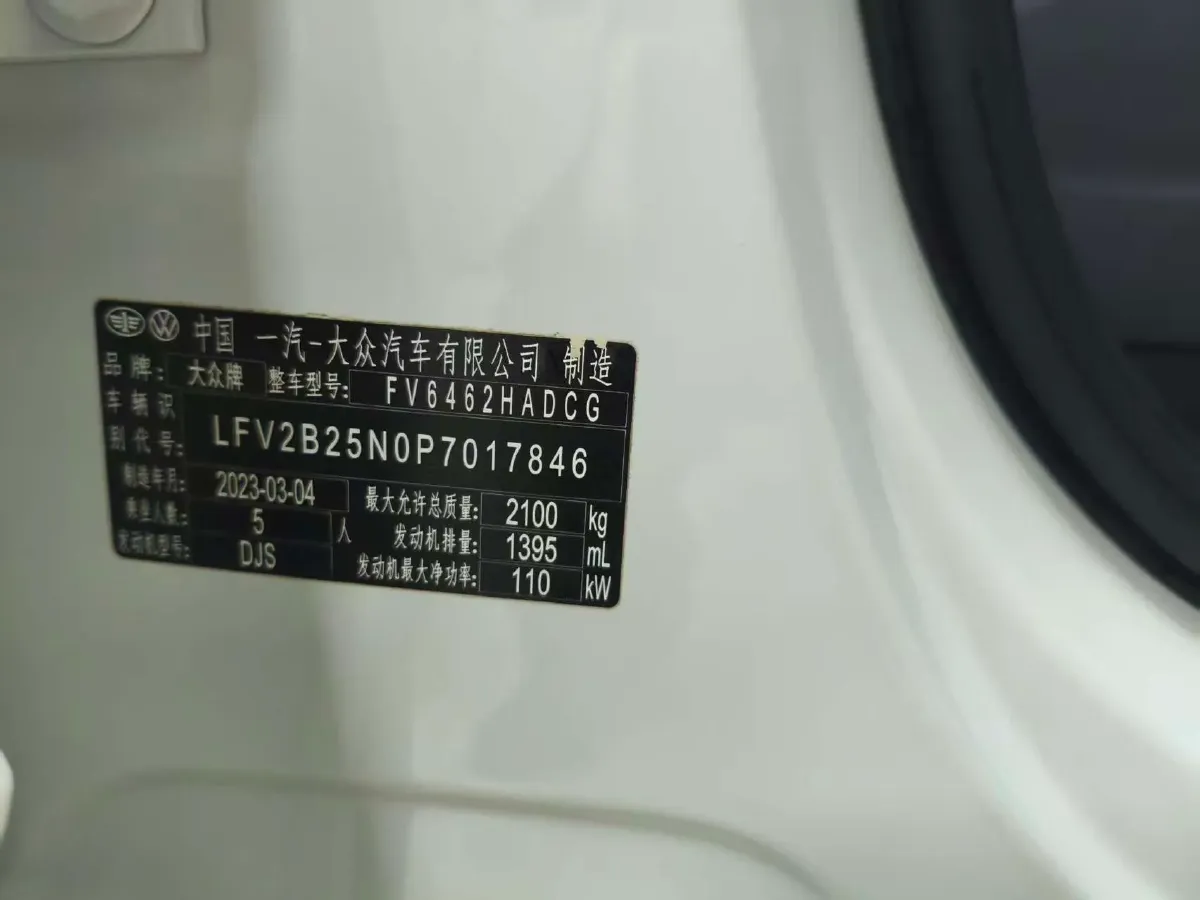 中国 一汽-大众汽车有限公司 制造
品牌: 大众牌 整车型号: FV6462HADCG
车辆识
别代号: LFV2B25N0P7017846
制造年月: 2023-03-04 最大允许总质量: 2100 kg
乘坐人数: 5 人 发动机排量: 1395 mL
发动机型号: DJS 发动机最大净功率: 110 kW